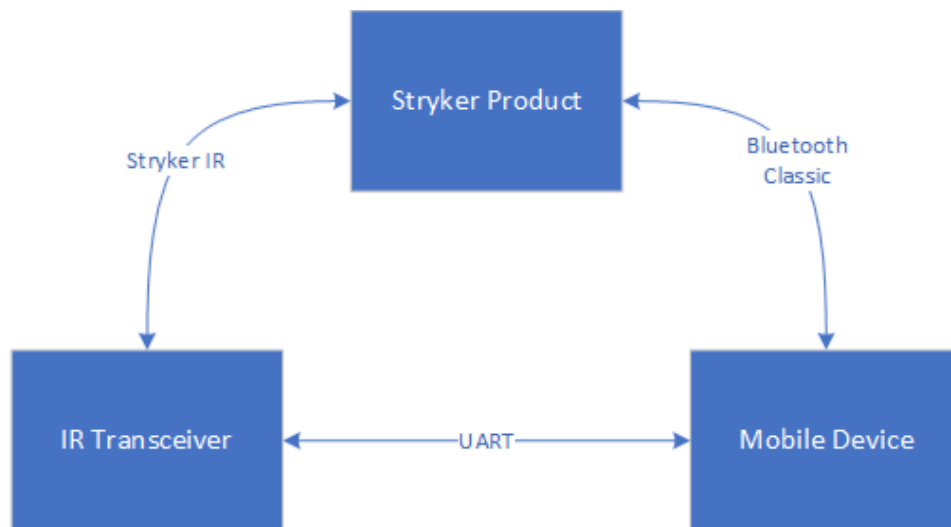 Stryker Product
Stryker IR
Bluetooth
Classic
IR Transceiver
UART
Mobile Device